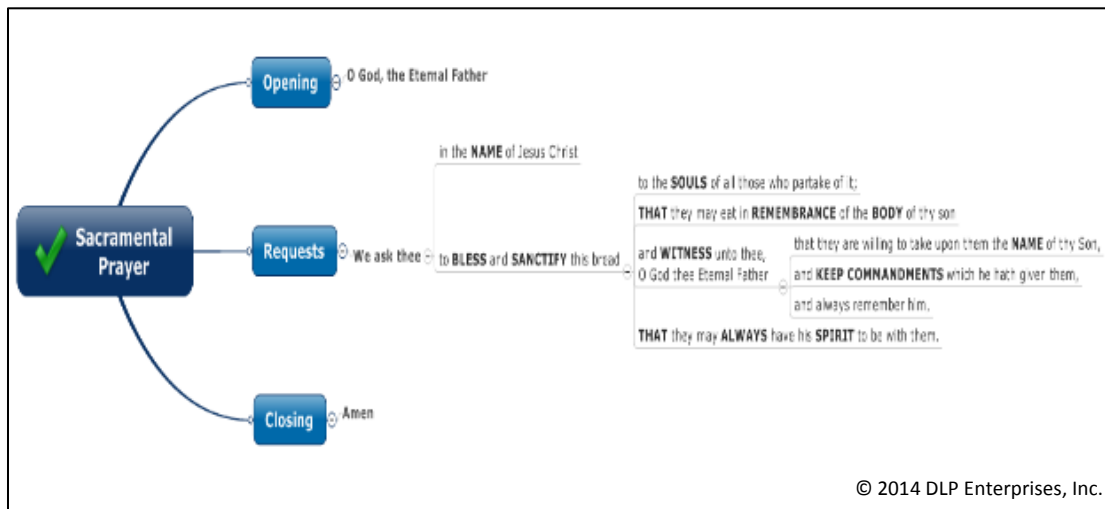 Opening
O God, the Eternal Father
in the NAME of Jesus Christ
to the SOULS of all those who partake of it;
THAT they may eat in REMEMBRANCE of the BODY of thy son
Sacramental
Prayer
Requests
We ask thee
to BLESS and SANCTIFY this bread
and WITNESS unto thee,
O God thee Eternal Father
that they are willing to take upon them the NAME of thy Son,
and KEEP COMMANDMENTS which he hath given them,
and always remember him,
THAT they may ALWAYS have his SPIRIT to be with them.
Closing
Amen
© 2014 DLP Enterprises, Inc.